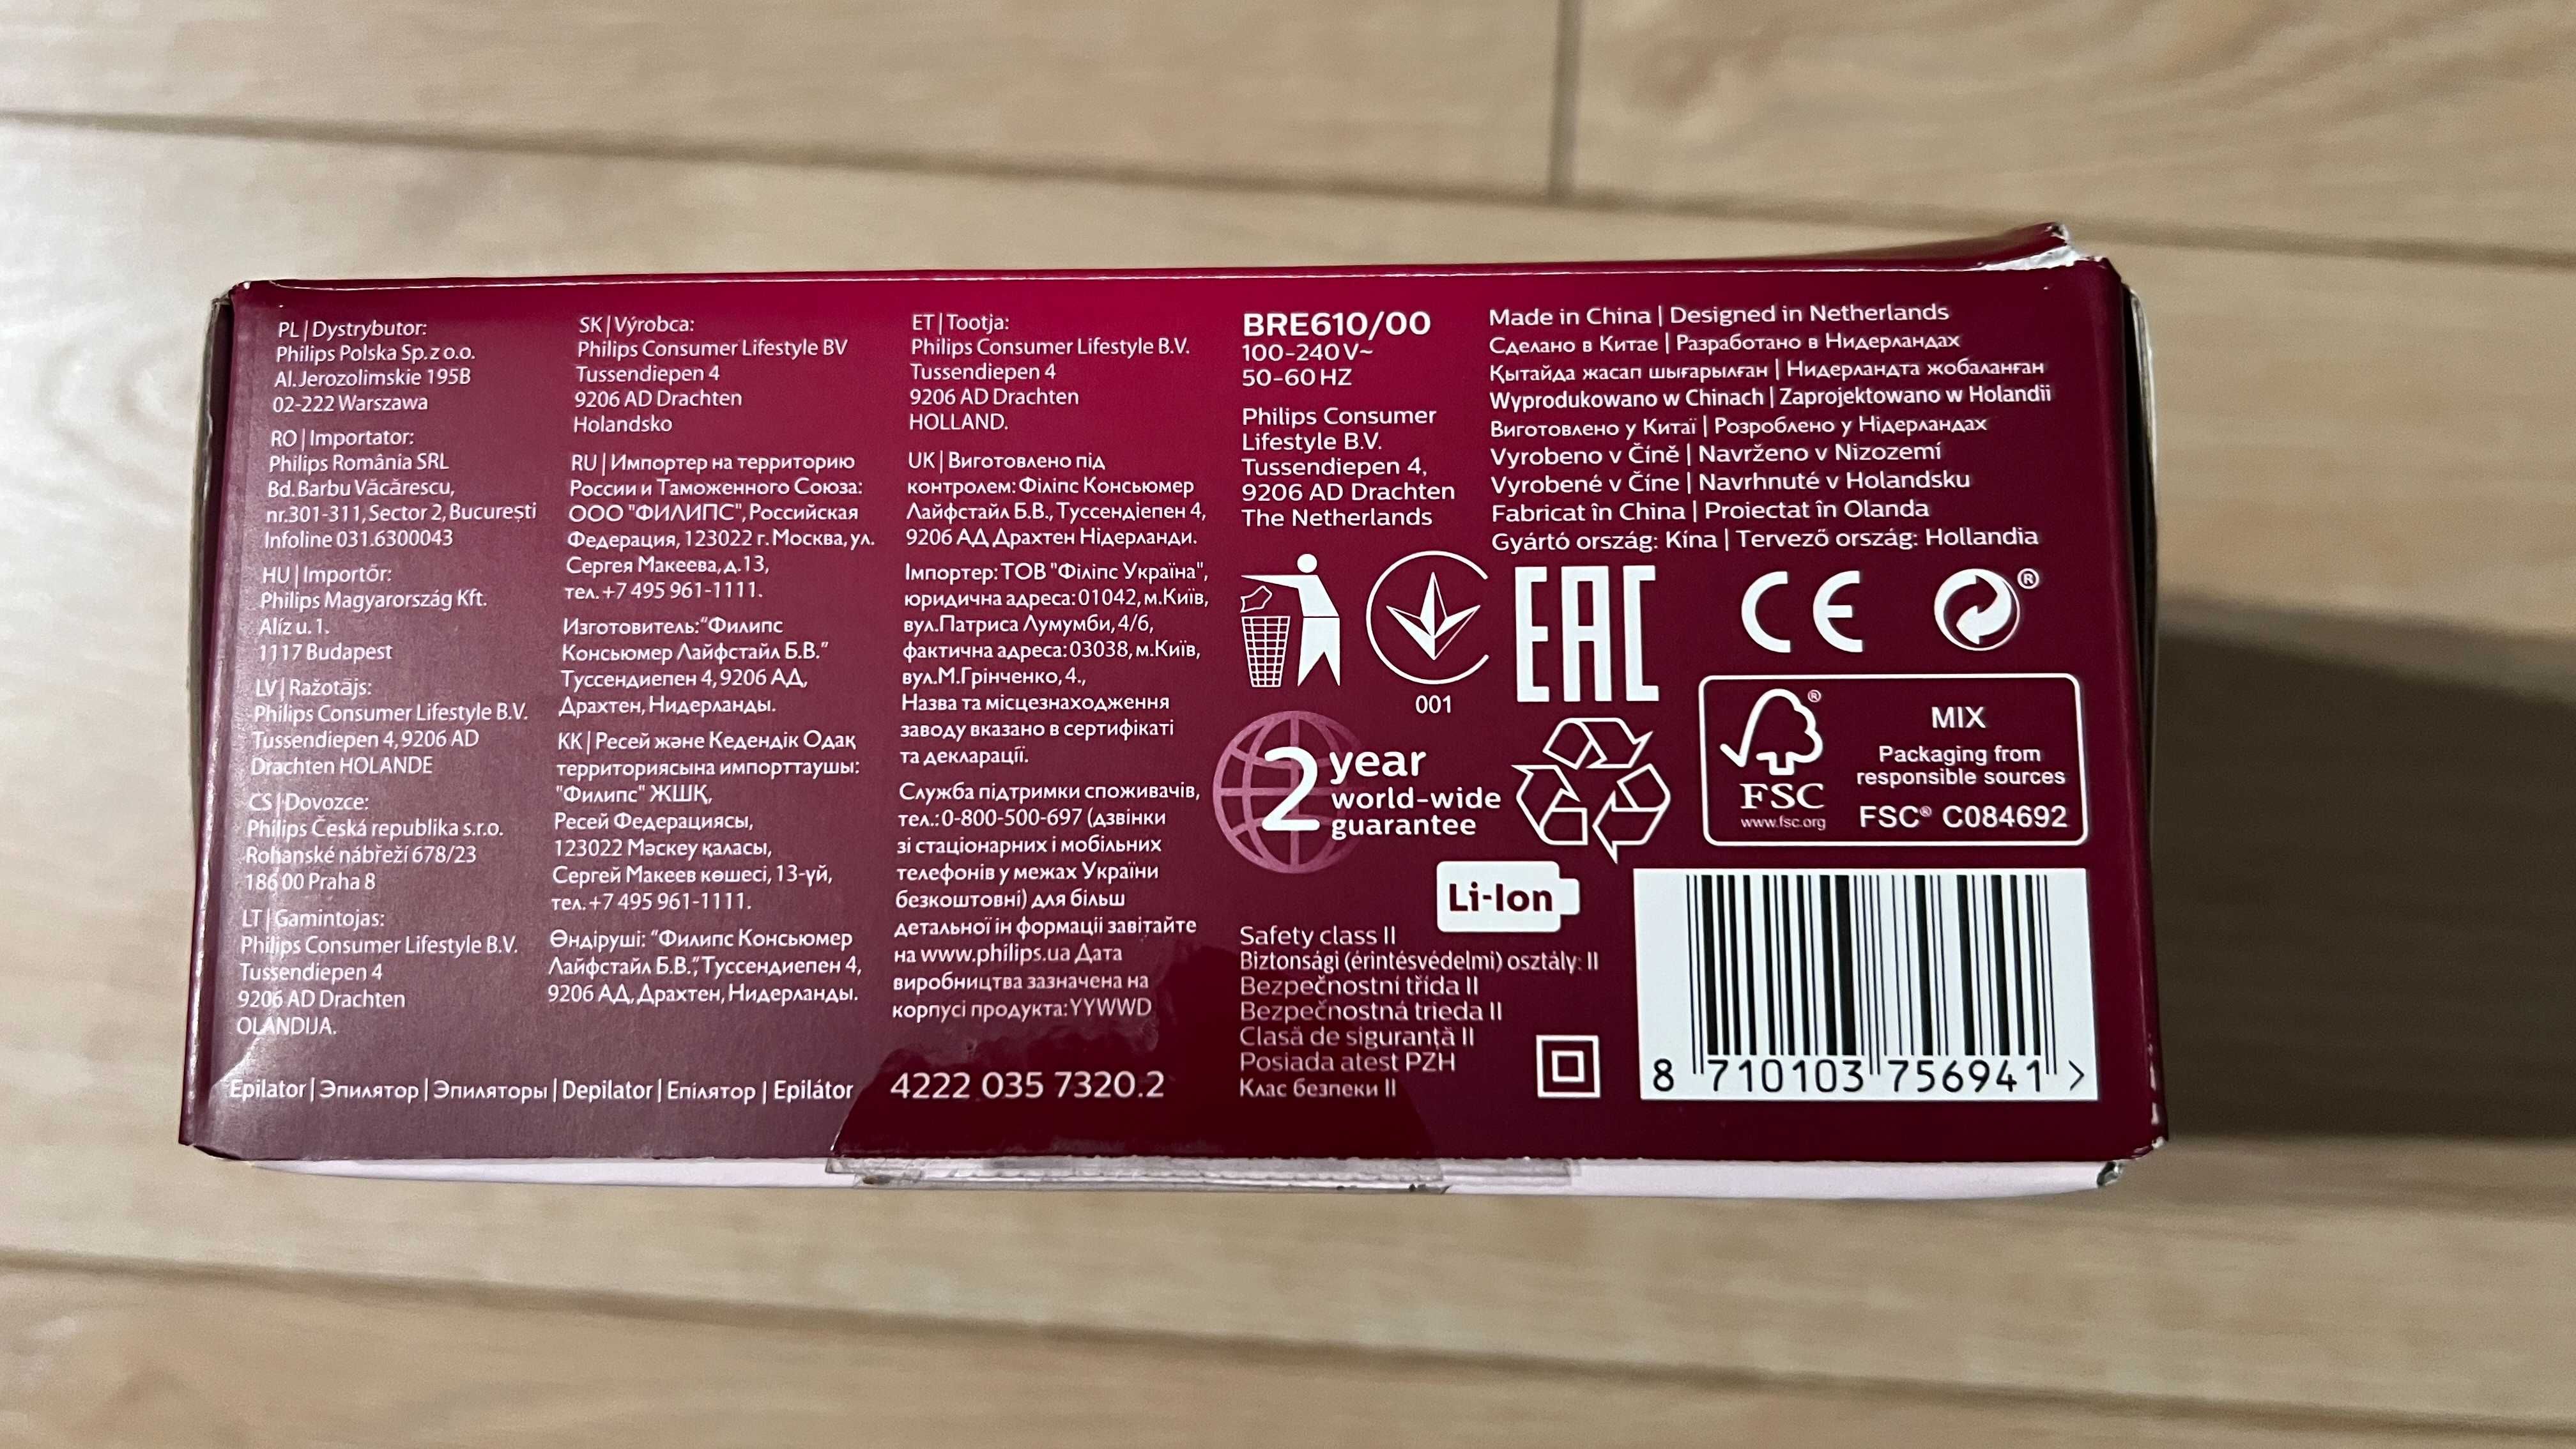 PL | Dystrybutor:
Philips Polska Sp. z o.o.
Al. Jerozolimskie 195B
02-222 Warszawa
RO | Importator:
Philips România SRL
Bd. Barbu Văcărescu,
nr.301-311, Sector 2, București
Infoline 031.6300043
HU | Importőr:
Philips Magyarország Kft.
Alíz u. 1.
1117 Budapest
LV | Ražotājs:
Philips Consumer Lifestyle B.V.
Tussendiepen 4, 9206 AD
Drachten HOLANDE
CS | Dovozce:
Philips Česká republika s.r.o.
Rohanské nábřeží 678/23
186 00 Praha 8
LT | Gamintojas:
Philips Consumer Lifestyle B.V.
Tussendiepen 4
9206 AD Drachten
OLANDIJA.
SK | Výrobca:
Philips Consumer Lifestyle BV
Tussendiepen 4
9206 AD Drachten
Holandsko
RU | Импортер на территорию
России и Таможенного Союза:
ООО "ФИЛИПС", Российская
Федерация, 123022 г. Москва, ул.
Сергея Макеева, д.13,
тел. +7 495 961-1111.
Изготовитель: "Филипс
Консьюмер Лайфстайл Б.В."
Туссендиепен 4, 9206 АД,
Драхтен, Нидерланды.
KK | Ресей және Кедендік Одақ
территориясына импорттаушы:
"Филипс" ЖШҚ,
Ресей Федерациясы,
123022 Мәскеу қаласы,
Сергей Макеев көшесі, 13-үй,
тел. +7 495 961-1111.
Өндіруші: "Филипс Консьюмер
Лайфстайл Б.В.", Туссендиепен 4,
9206 АД, Драхтен, Нидерланды.
ET | Tootja:
Philips Consumer Lifestyle B.V.
Tussendiepen 4
9206 AD Drachten
HOLLAND.
UK | Виготовлено під
контролем: Філіпс Консьюмер
Лайфстайл Б.В., Туссендіепен 4,
9206 АД Драхтен Нідерланди.
Імпортер: ТОВ "Філіпс Україна",
юридична адреса: 01042, м.Київ,
вул.Патриса Лумумби, 4/6,
фактична адреса: 03038, м.Київ,
вул.М.Грінченко, 4.,
Назва та місцезнаходження
заводу вказано в сертифікаті
та декларації.
Служба підтримки споживачів,
тел.: 0-800-500-697 (дзвінки
зі стаціонарних і мобільних
телефонів у межах України
безкоштовні) для більш
детальної ін формації завітайте
на www.philips.ua Дата
виробництва зазначена на
корпусі продукта: YYWWD
Epilator | Эпилятор | Эпиляторы | Depilator | Епілятор | Epilátor
4222 035 7320.2
BRE610/00
100-240 V~
50-60 HZ
Philips Consumer
Lifestyle B.V.
Tussendiepen 4,
9206 AD Drachten
The Netherlands
Made in China | Designed in Netherlands
Сделано в Китае | Разработано в Нидерландах
Қытайда жасап шығарылған | Нидерландта жобаланған
Wyprodukowano w Chinach | Zaprojektowano w Holandii
Виготовлено у Китаї | Розроблено у Нідерландах
Vyrobeno v Číně | Navrženo v Nizozemí
Vyrobené v Číne | Navrhnuté v Holandsku
Fabricat în China | Proiectat în Olanda
Gyártó ország: Kína | Tervező ország: Hollandia
001
EAC
CE
®
2 year
world-wide
guarantee
®
FSC
www.fsc.org
MIX
Packaging from
responsible sources
FSC® C084692
Li-Ion
Safety class II
Biztonsági (érintésvédelmi) osztály: II
Bezpečnostní třída II
Bezpečnostná trieda II
Clasă de siguranță II
Posiada atest PZH
Клас безпеки II
8 710103 756941 >